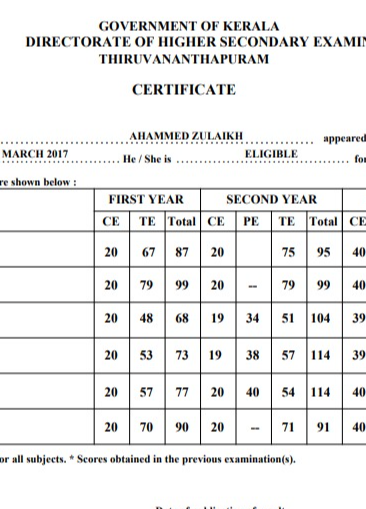 GOVERNMENT OF KERALA
DIRECTORATE OF HIGHER SECONDARY
THIRUVANANTHAPURAM
CERTIFICATE
AHAMMED ZULAIKH appeared
MARCH 2017 He / She is ELIGIBLE
shown below :
FIRST YEAR SECOND YEAR
CE TE Total CE PE TE Total CE
20 67 87 20 75 95 40
20 79 99 20 -- 79 99 40
20 48 68 19 34 51 104 39
20 53 73 19 38 57 114 39
20 57 77 20 40 54 114 40
20 70 90 20 -- 71 91 40
or all subjects. * Scores obtained in the previous examination(s).